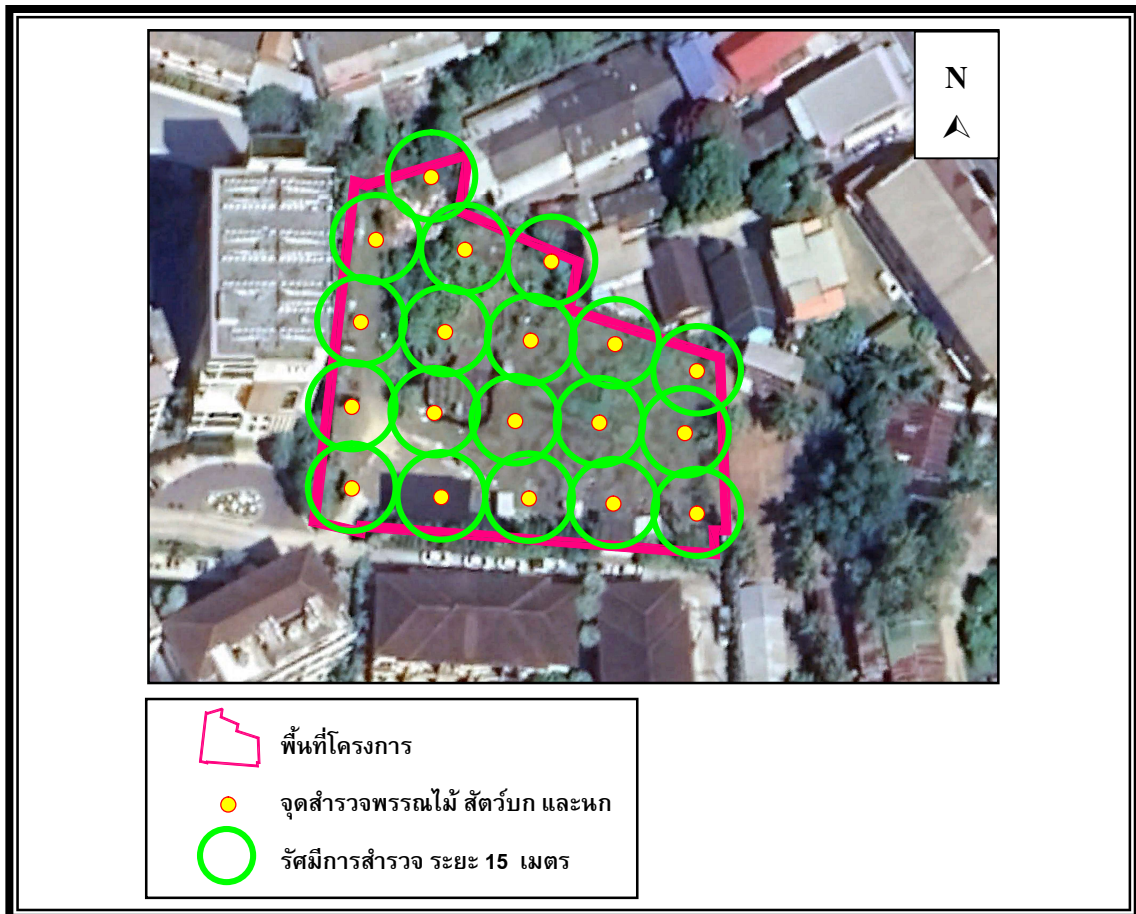 N
พื้นที่โครงการ
จุดสำรวจพรรณไม้ สัตว์บก และนก
รัศมีการสำรวจ ระยะ 15 เมตร